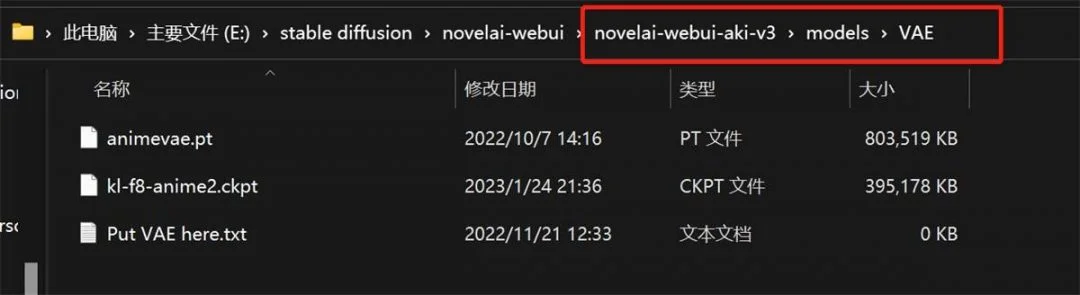 此电脑 › 主要文件 (E:) › stable diffusion › novelai-webui › novelai-webui-aki-v3 › models › VAE
名称 修改日期 类型 大小
animevae.pt 2022/10/7 14:16 PT 文件 803,519 KB
kl-f8-anime2.ckpt 2023/1/24 21:36 CKPT 文件 395,178 KB
Put VAE here.txt 2022/11/21 12:33 文本文档 0 KB